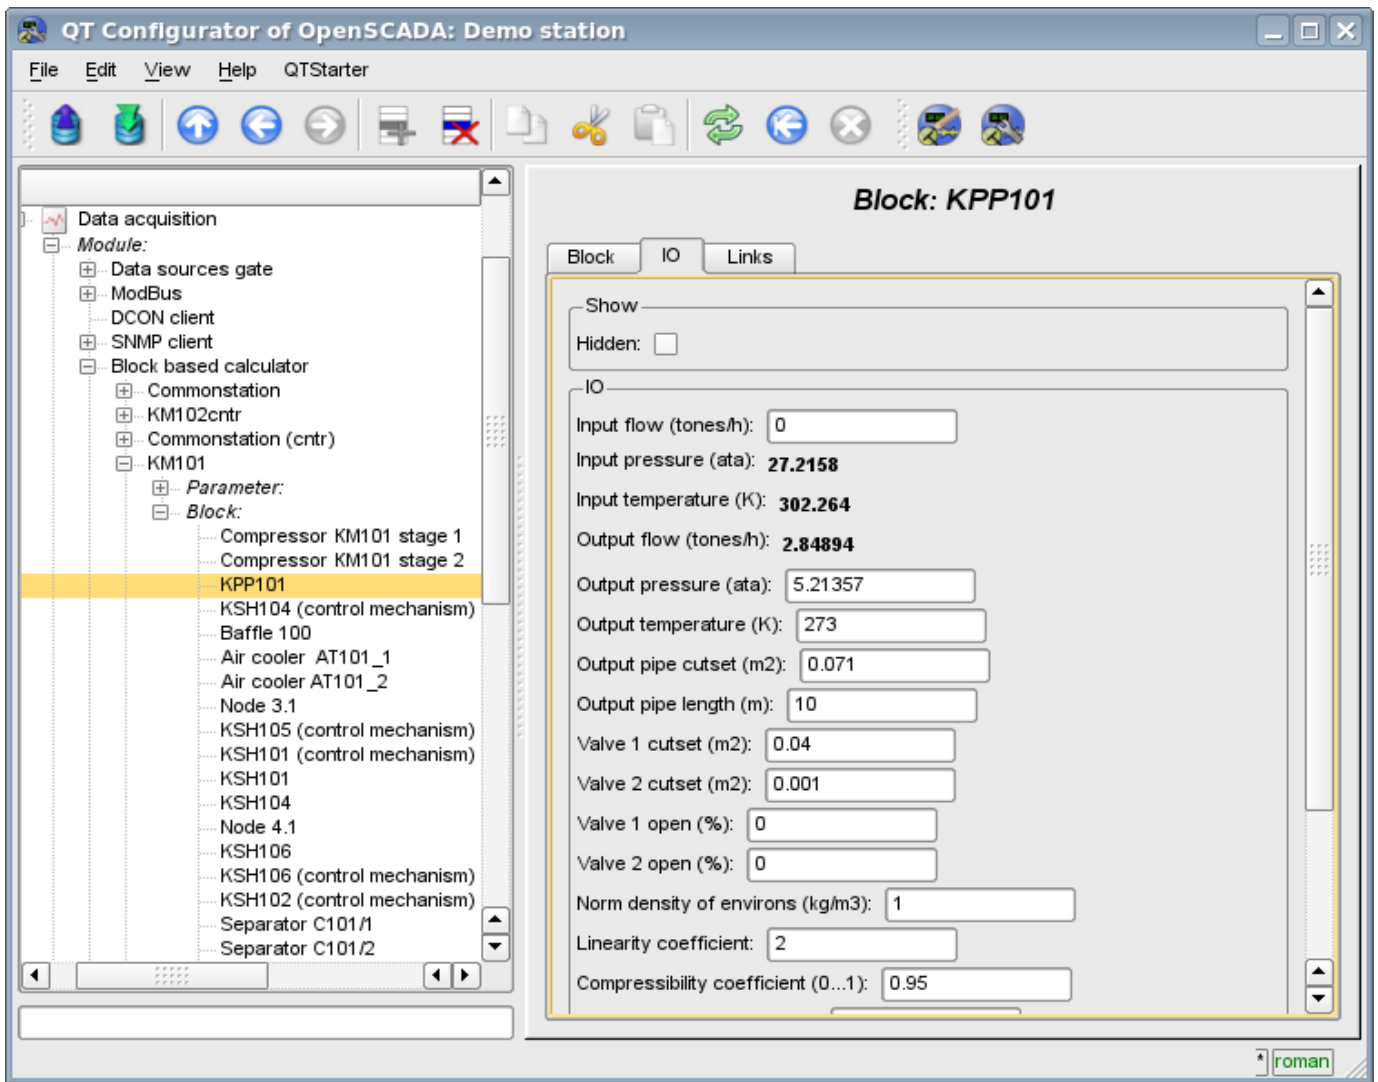 QT Configurator of OpenSCADA: Demo station
File Edit View Help QTStarter
Data acquisition
Module:
Data sources gate
ModBus
DCON client
SNMP client
Block based calculator
Commonstation
KM102cntr
Commonstation (cntr)
KM101
Parameter:
Block:
Compressor KM101 stage 1
Compressor KM101 stage 2
KPP101
KSH104 (control mechanism)
Baffle 100
Air cooler  AT101_1
Air cooler AT101_2
Node 3.1
KSH105 (control mechanism)
KSH101 (control mechanism)
KSH101
KSH104
Node 4.1
KSH106
KSH106 (control mechanism)
KSH102 (control mechanism)
Separator C101/1
Separator C101/2
Block: KPP101
Block IO Links
Show
Hidden:
IO
Input flow (tones/h): 0
Input pressure (ata): 27.2158
Input temperature (K): 302.264
Output flow (tones/h): 2.84894
Output pressure (ata): 5.21357
Output temperature (K): 273
Output pipe cutset (m2): 0.071
Output pipe length (m): 10
Valve 1 cutset (m2): 0.04
Valve 2 cutset (m2): 0.001
Valve 1 open (%): 0
Valve 2 open (%): 0
Norm density of environs (kg/m3): 1
Linearity coefficient: 2
Compressibility coefficient (0...1): 0.95
* roman